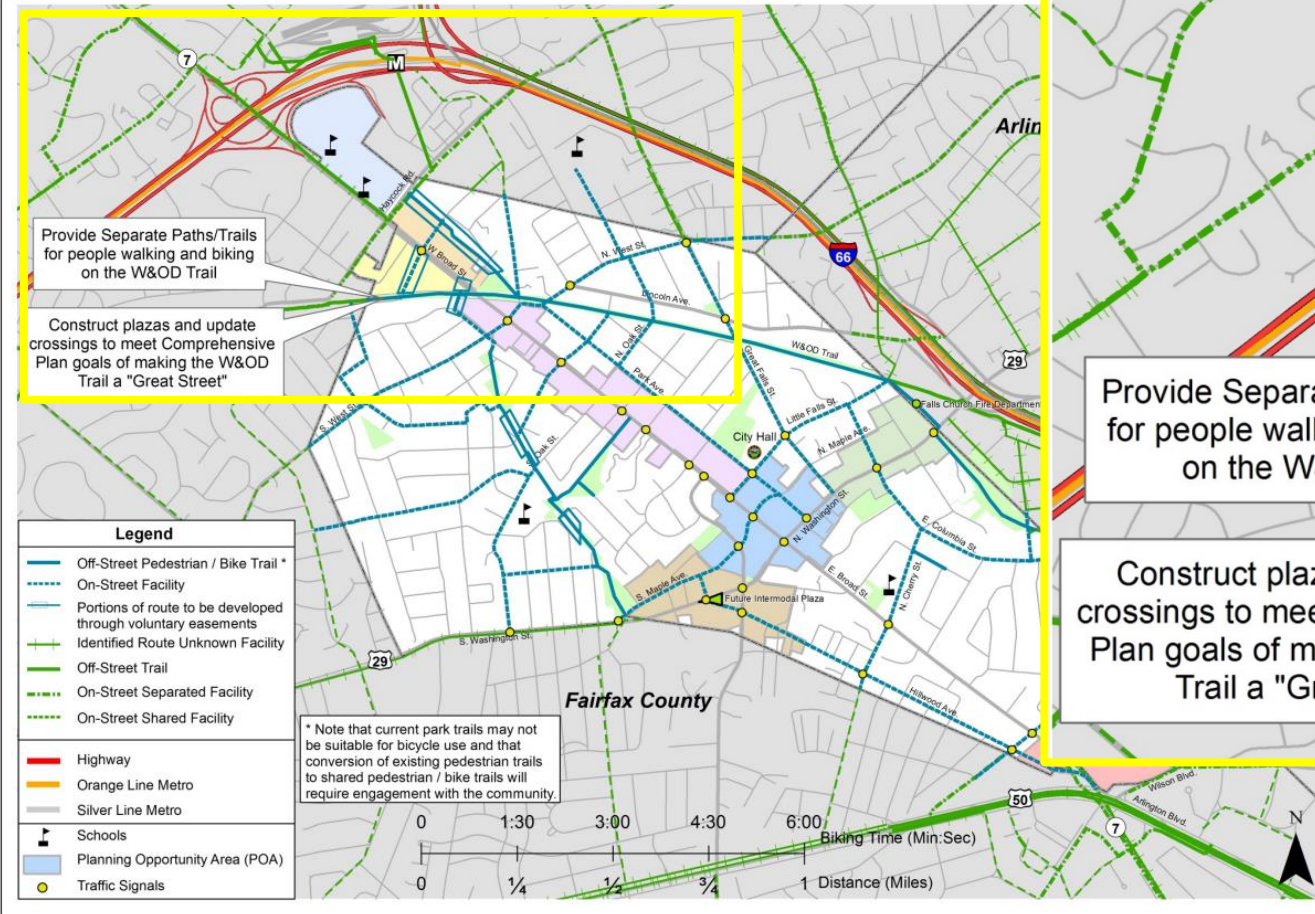 7
M
Arlin
Haycock Rd.
Provide Separate Paths/Trails
for people walking and biking
on the W&OD Trail
W Broad St.
N. West St.
66
Lincoln Ave.
Construct plazas and update
crossings to meet Comprehensive
Plan goals of making the W&OD
Trail a "Great Street"
N. Oak St.
W&OD Trail
29
Great Falls St.
Park Ave.
S. West St.
Little Falls St.
Falls Church Fire Departmen
City Hall
N. Maple Ave.
S. Oak St.
N. Washington St.
E. Columbia St.
E. Broad St.
N. Cherry St.
S. Maple Ave.
Future Intermodal Plaza
S. Washington St.
29
Fairfax County
Hillwood Ave.
Wilson Blvd.
Arlington Blvd.
50
7
N
Provide Separa
for people wal
on the W
Construct plaz
crossings to mee
Plan goals of m
Trail a "Gr
Legend
Off-Street Pedestrian / Bike Trail *
On-Street Facility
Portions of route to be developed
through voluntary easements
Identified Route Unknown Facility
Off-Street Trail
On-Street Separated Facility
On-Street Shared Facility
Highway
Orange Line Metro
Silver Line Metro
Schools
Planning Opportunity Area (POA)
Traffic Signals
* Note that current park trails may not
be suitable for bicycle use and that
conversion of existing pedestrian trails
to shared pedestrian / bike trails will
require engagement with the community.
0 1:30 3:00 4:30 6:00
Biking Time (Min:Sec)
0 1/4 1/2 3/4 1 Distance (Miles)